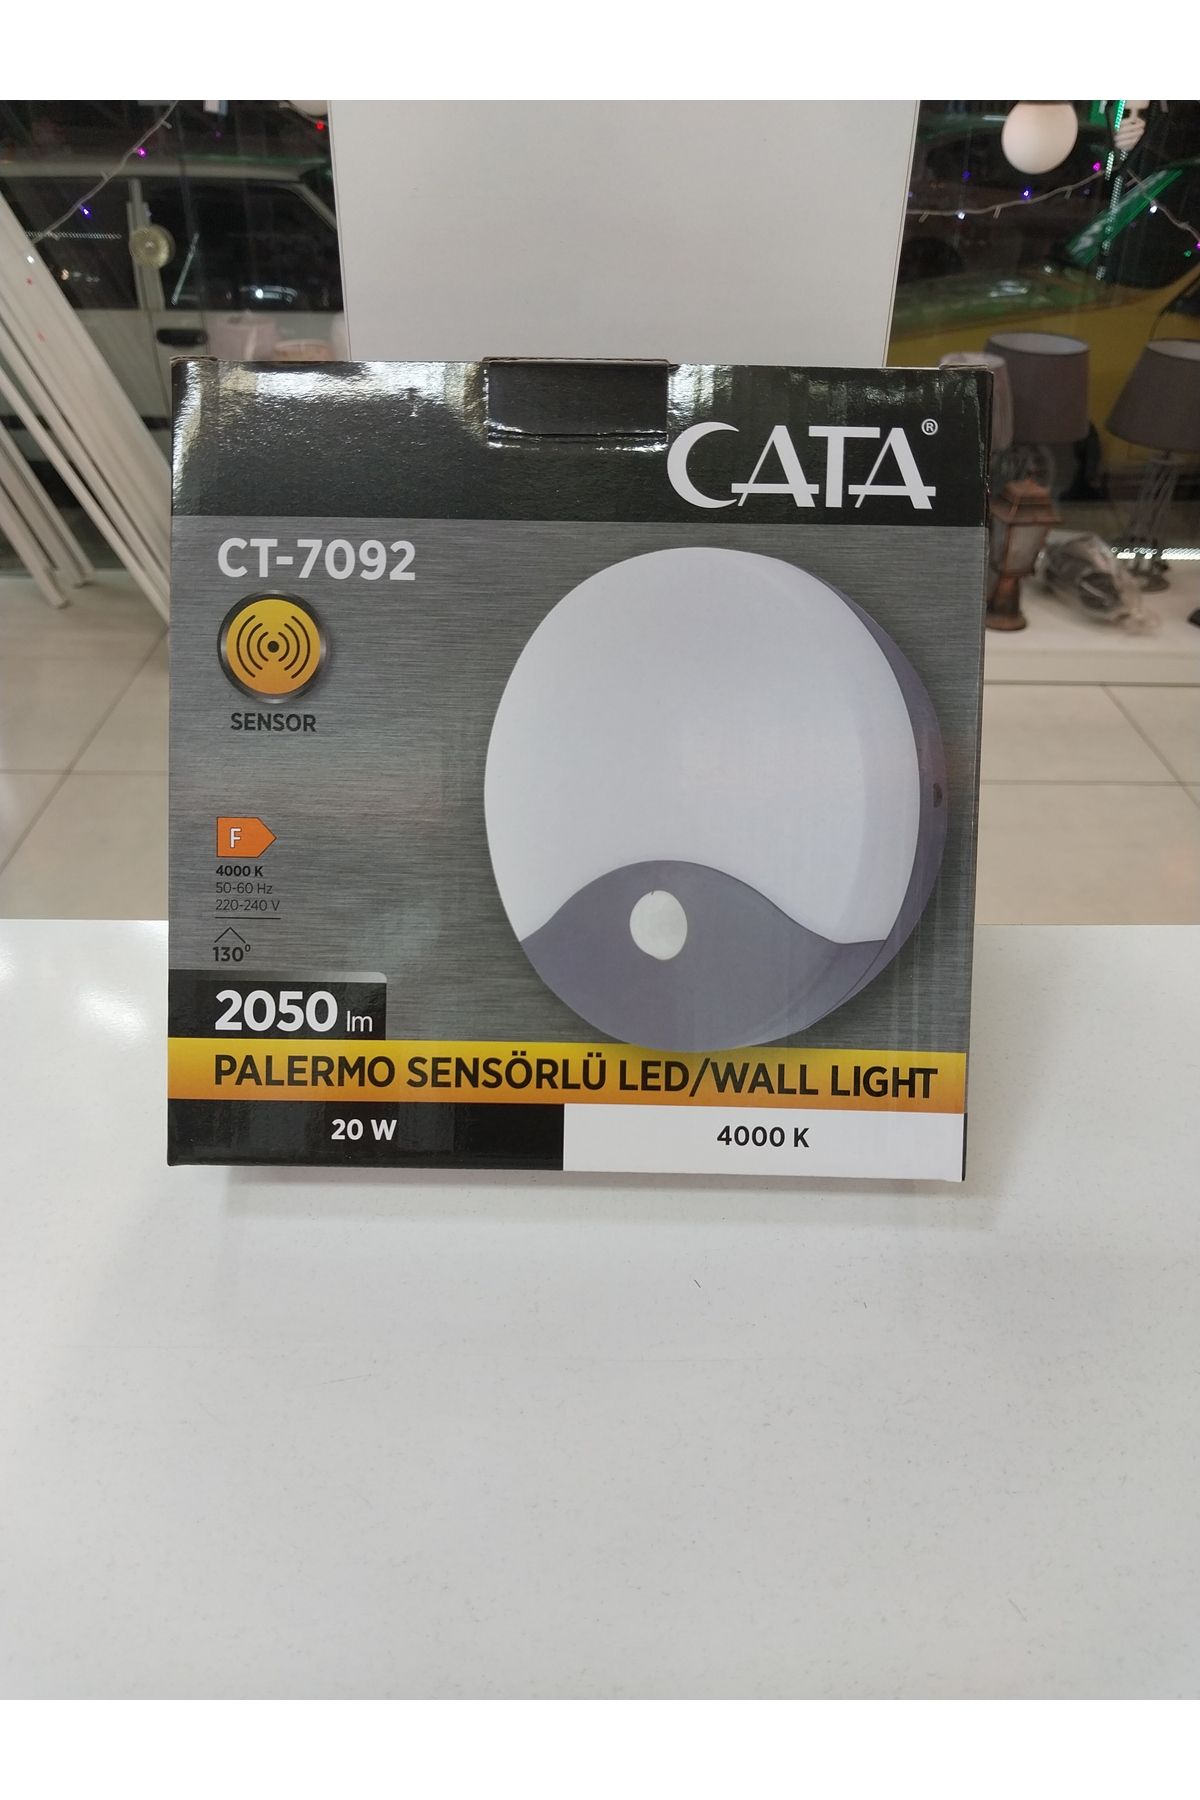 CATA®
CT-7092
SENSOR
F
4000 K
50-60 Hz
220-240 V
130⁰
2050 lm
PALERMO SENSÖRLÜ LED/WALL LIGHT
20 W
4000 K